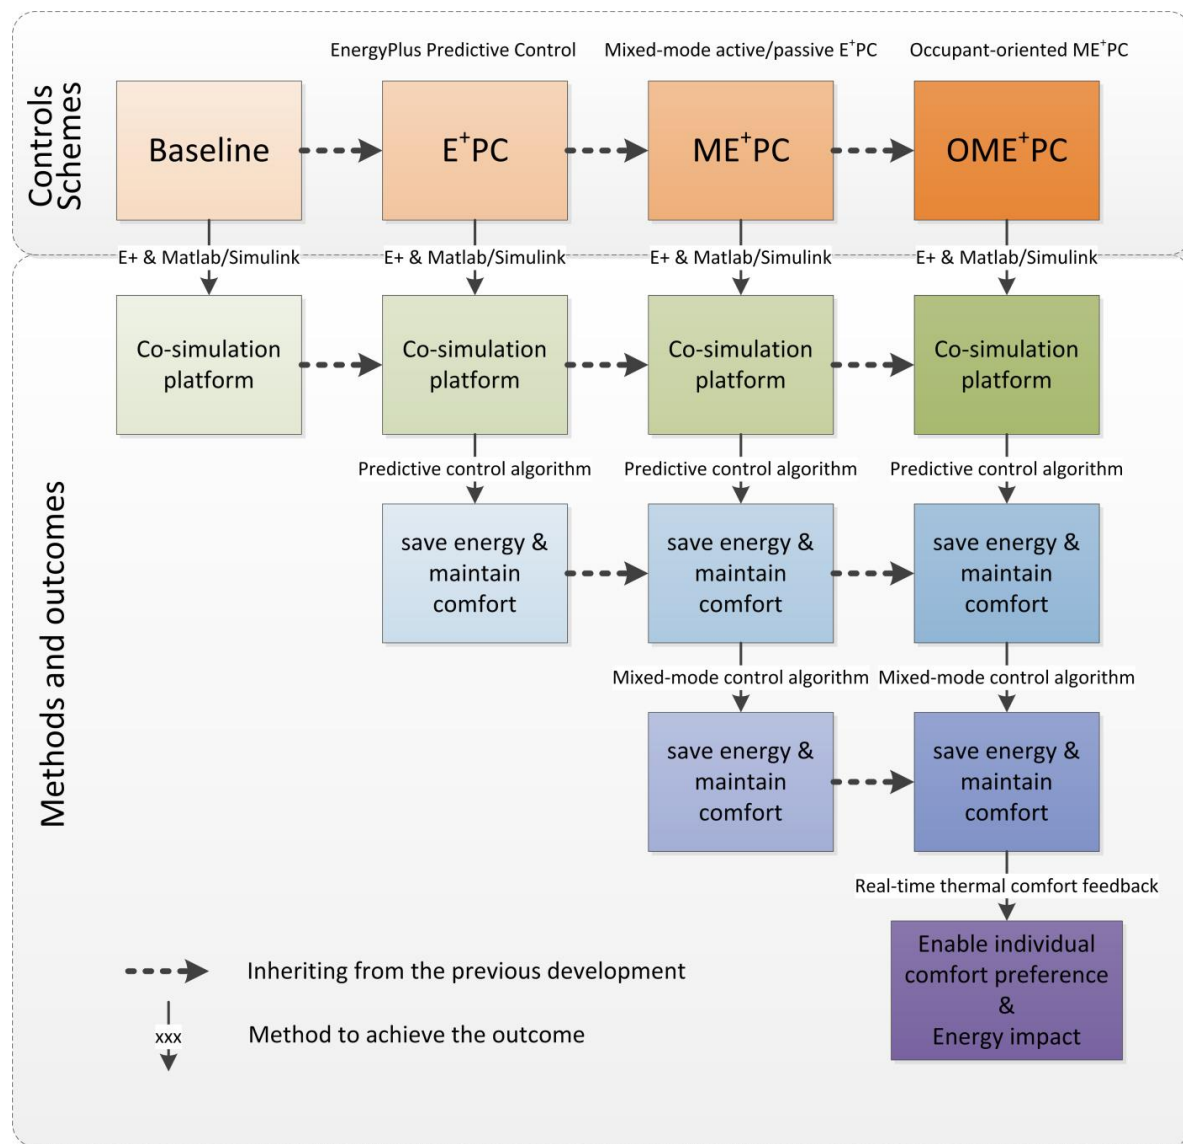 Controls
Schemes
EnergyPlus Predictive Control
Mixed-mode active/passive E⁺PC
Occupant-oriented ME⁺PC
Baseline
E⁺PC
ME⁺PC
OME⁺PC
E+ & Matlab/Simulink
E+ & Matlab/Simulink
E+ & Matlab/Simulink
E+ & Matlab/Simulink
Methods and outcomes
Co-simulation
platform
Co-simulation
platform
Co-simulation
platform
Co-simulation
platform
Predictive control algorithm
Predictive control algorithm
Predictive control algorithm
save energy &
maintain
comfort
save energy &
maintain
comfort
save energy &
maintain
comfort
Mixed-mode control algorithm
Mixed-mode control algorithm
save energy &
maintain
comfort
save energy &
maintain
comfort
Real-time thermal comfort feedback
Enable individual
comfort preference
&
Energy impact
Inheriting from the previous development
xxx
Method to achieve the outcome